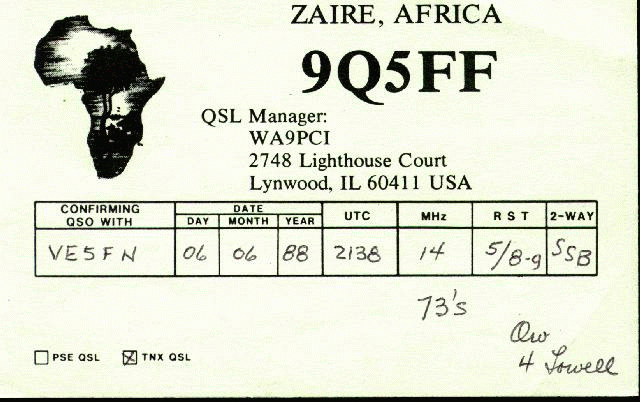 ZAIRE, AFRICA
9Q5FF
QSL Manager:
WA9PCI
2748 Lighthouse Court
Lynwood, IL 60411 USA
CONFIRMING QSO WITH DATE DAY MONTH YEAR UTC MHz R S T 2-WAY
VE5FN 06 06 88 2138 14 5/8-9 SSB
73's
4 Lowell
PSE QSL TNX QSL